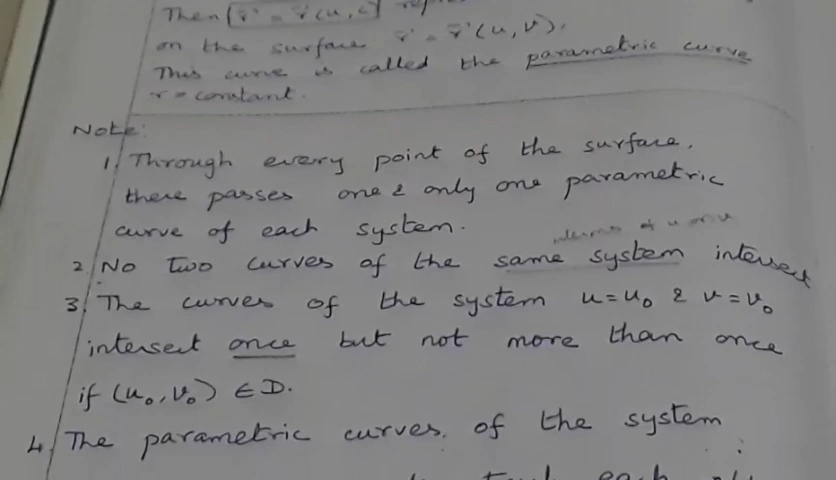 Then r̄ = r̄(u, c)
on the surface r̄ = r̄(u, v).
This curve is called the parametric curve
v = constant.
Note:
1) Through every point of the surface,
there passes one & only one parametric
curve of each system.
u or v
2) No two curves of the same system intersect
3) The curves of the system u = u₀ & v = v₀
intersect once but not more than once
if (u₀, v₀) ∈ D.
4) The parametric curves. of the system
each